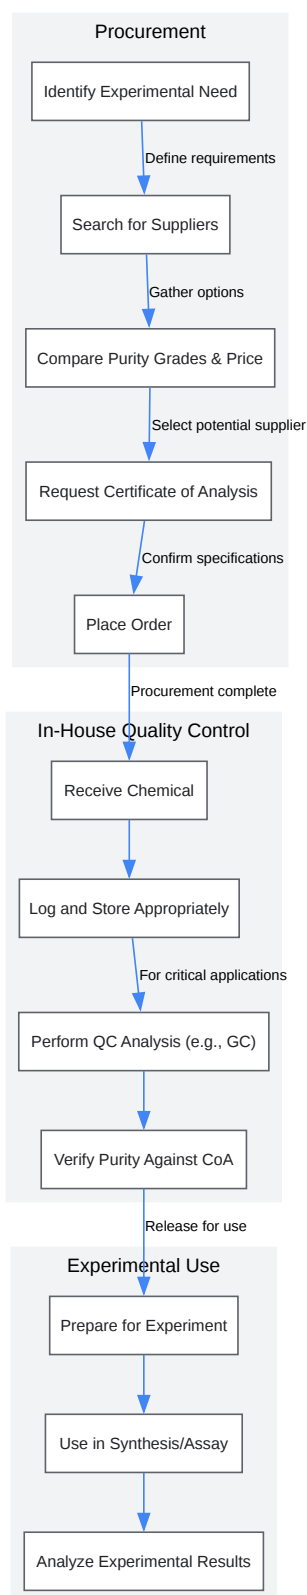 Procurement
Identify Experimental Need
Define requirements
Search for Suppliers
Gather options
Compare Purity Grades & Price
Select potential supplier
Request Certificate of Analysis
Confirm specifications
Place Order
Procurement complete
In-House Quality Control
Receive Chemical
Log and Store Appropriately
For critical applications
Perform QC Analysis (e.g., GC)
Verify Purity Against CoA
Release for use
Experimental Use
Prepare for Experiment
Use in Synthesis/Assay
Analyze Experimental Results